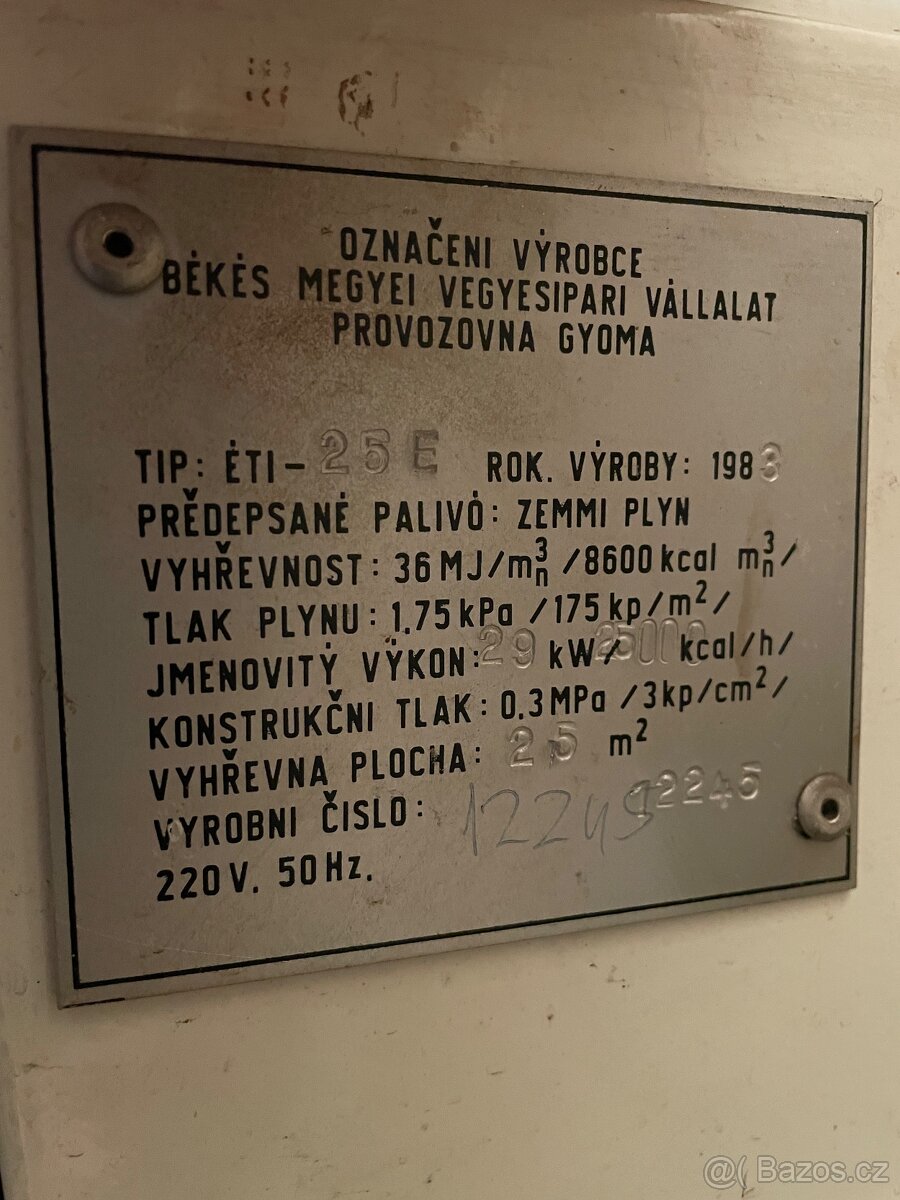 OZNAČENI VÝROBCE
BÉKÉS MEGYEI VEGYESIPARI VÁLLALAT
PROVOZOVNA GYOMA
TIP: ÉTI-25E ROK. VÝROBY: 1983
PRĚDEPSANÉ PALIVÓ: ZEMMI PLYN
VYHŘEVNOST: 36 MJ/m³n /8600 kcal m³n/
TLAK PLYNU: 1.75 kPa /175 kp/m²/
JMENOVITÝ VÝKON: 29 kW/ 25000 kcal/h/
KONSTRUKČNI TLAK: 0.3 MPa /3kp/cm²/
VYHŘEVNA PLOCHA: 2,5 m²
VYROBNI ČISLO: 12245 12245
220 V. 50 Hz.
@(Bazos.cz